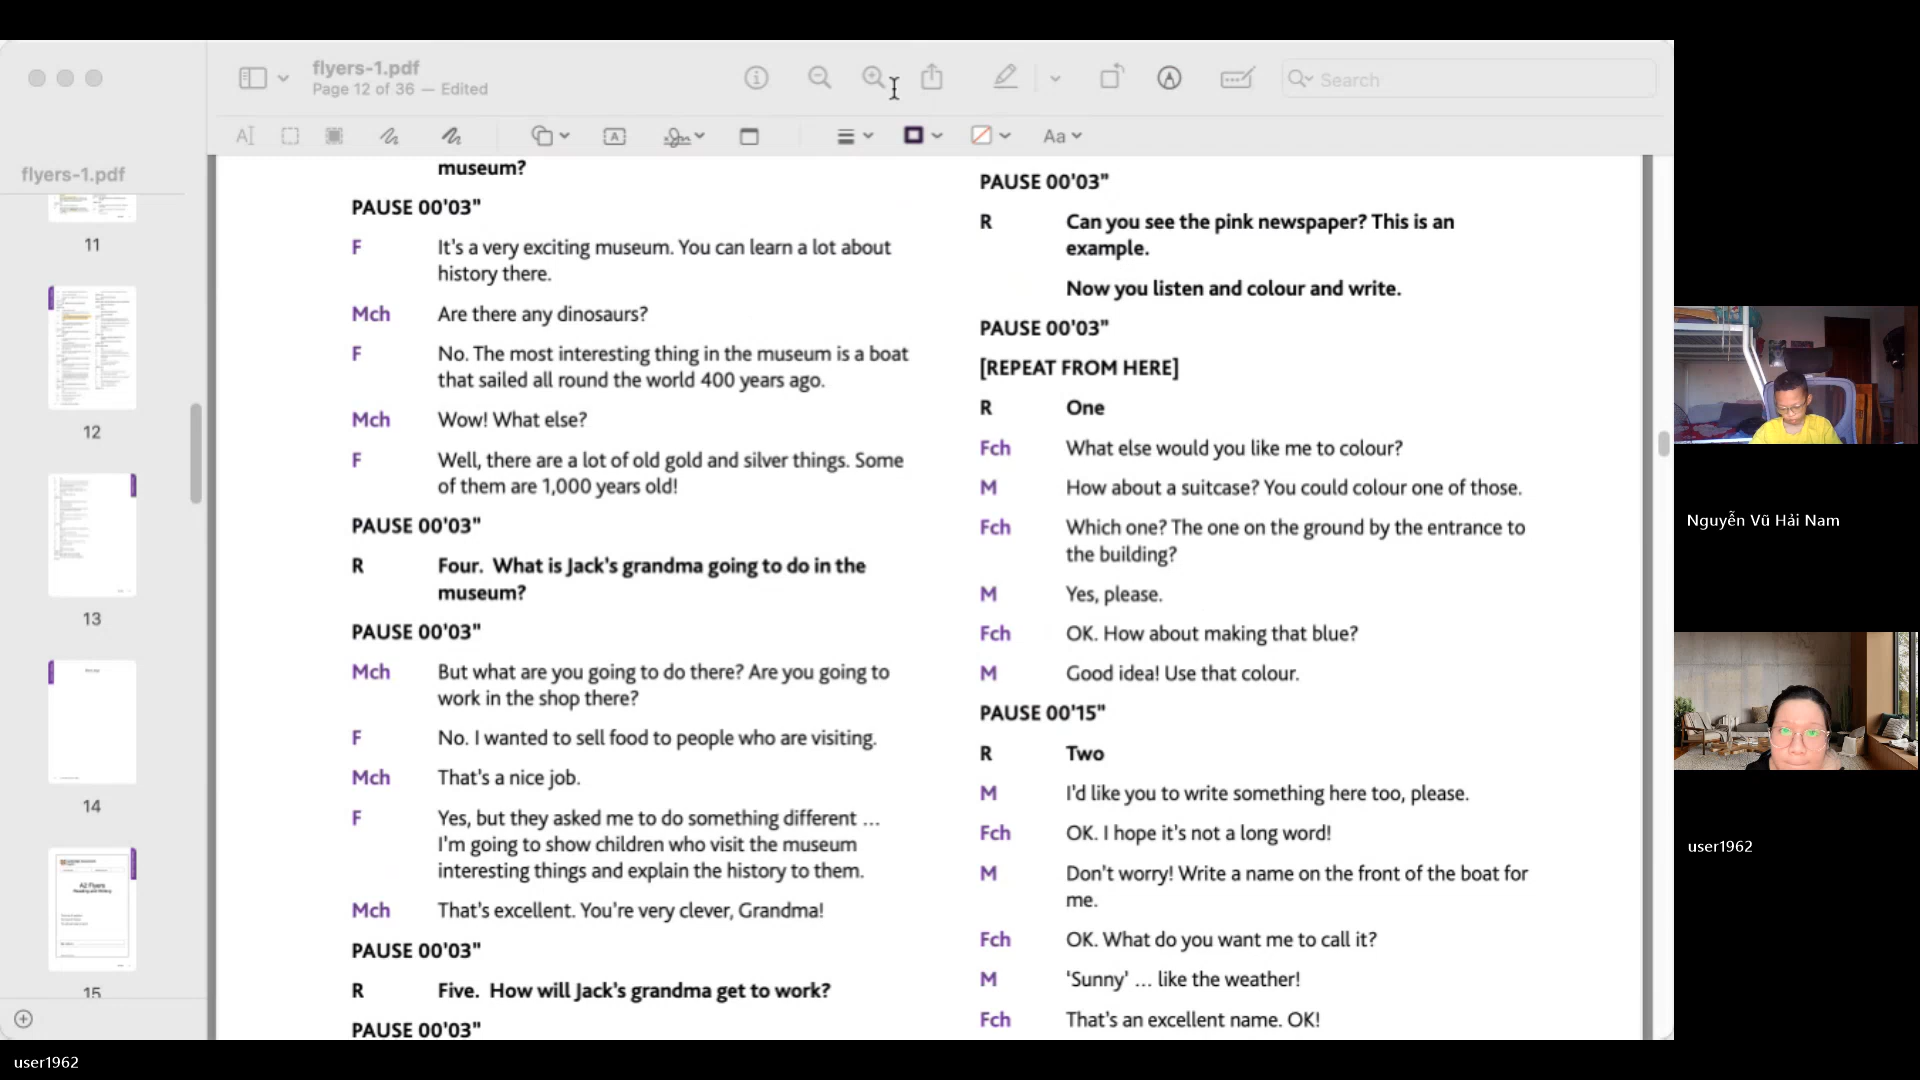 flyers-1.pdf
Page 12 of 36 — Edited
Search
Aa
flyers-1.pdf
11
12
13
14
15
museum?
PAUSE 00'03"
F It's a very exciting museum. You can learn a lot about
history there.
Mch Are there any dinosaurs?
F No. The most interesting thing in the museum is a boat
that sailed all round the world 400 years ago.
Mch Wow! What else?
F Well, there are a lot of old gold and silver things. Some
of them are 1,000 years old!
PAUSE 00'03"
R Four. What is Jack's grandma going to do in the
museum?
PAUSE 00'03"
Mch But what are you going to do there? Are you going to
work in the shop there?
F No. I wanted to sell food to people who are visiting.
Mch That's a nice job.
F Yes, but they asked me to do something different …
I'm going to show children who visit the museum
interesting things and explain the history to them.
Mch That's excellent. You're very clever, Grandma!
PAUSE 00'03"
R Five. How will Jack's grandma get to work?
PAUSE 00'03"
PAUSE 00'03"
R Can you see the pink newspaper? This is an
example.
Now you listen and colour and write.
PAUSE 00'03"
[REPEAT FROM HERE]
R One
Fch What else would you like me to colour?
M How about a suitcase? You could colour one of those.
Fch Which one? The one on the ground by the entrance to
the building?
M Yes, please.
Fch OK. How about making that blue?
M Good idea! Use that colour.
PAUSE 00'15"
R Two
M I'd like you to write something here too, please.
Fch OK. I hope it's not a long word!
M Don't worry! Write a name on the front of the boat for
me.
Fch OK. What do you want me to call it?
M 'Sunny' … like the weather!
Fch That's an excellent name. OK!
Nguyễn Vũ Hải Nam
user1962
user1962